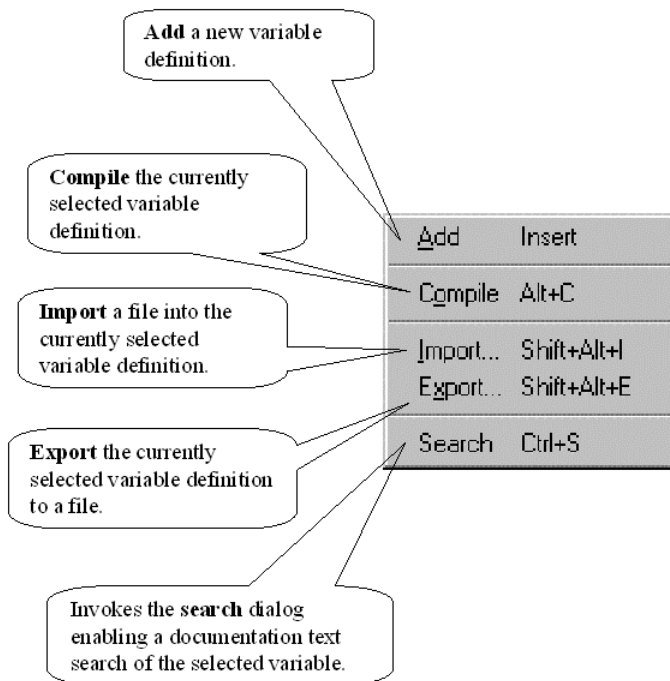 Add a new variable
definition.
Compile the currently
selected variable
definition.
Add Insert
Compile Alt+C
Import a file into the
currently selected
variable definition.
Import... Shift+Alt+I
Export... Shift+Alt+E
Export the currently
selected variable definition
to a file.
Search Ctrl+S
Invokes the search dialog
enabling a documentation text
search of the selected variable.